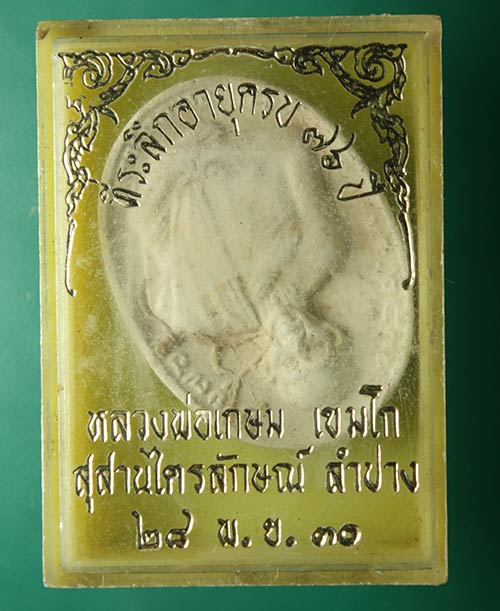 ที่ระลึกอายุครบ ๗๖ ปี
หลวงพ่อเกษม เขมโก
สุสานไตรลักษณ์ ลำปาง
๒๘ พ.ย. ๓๐